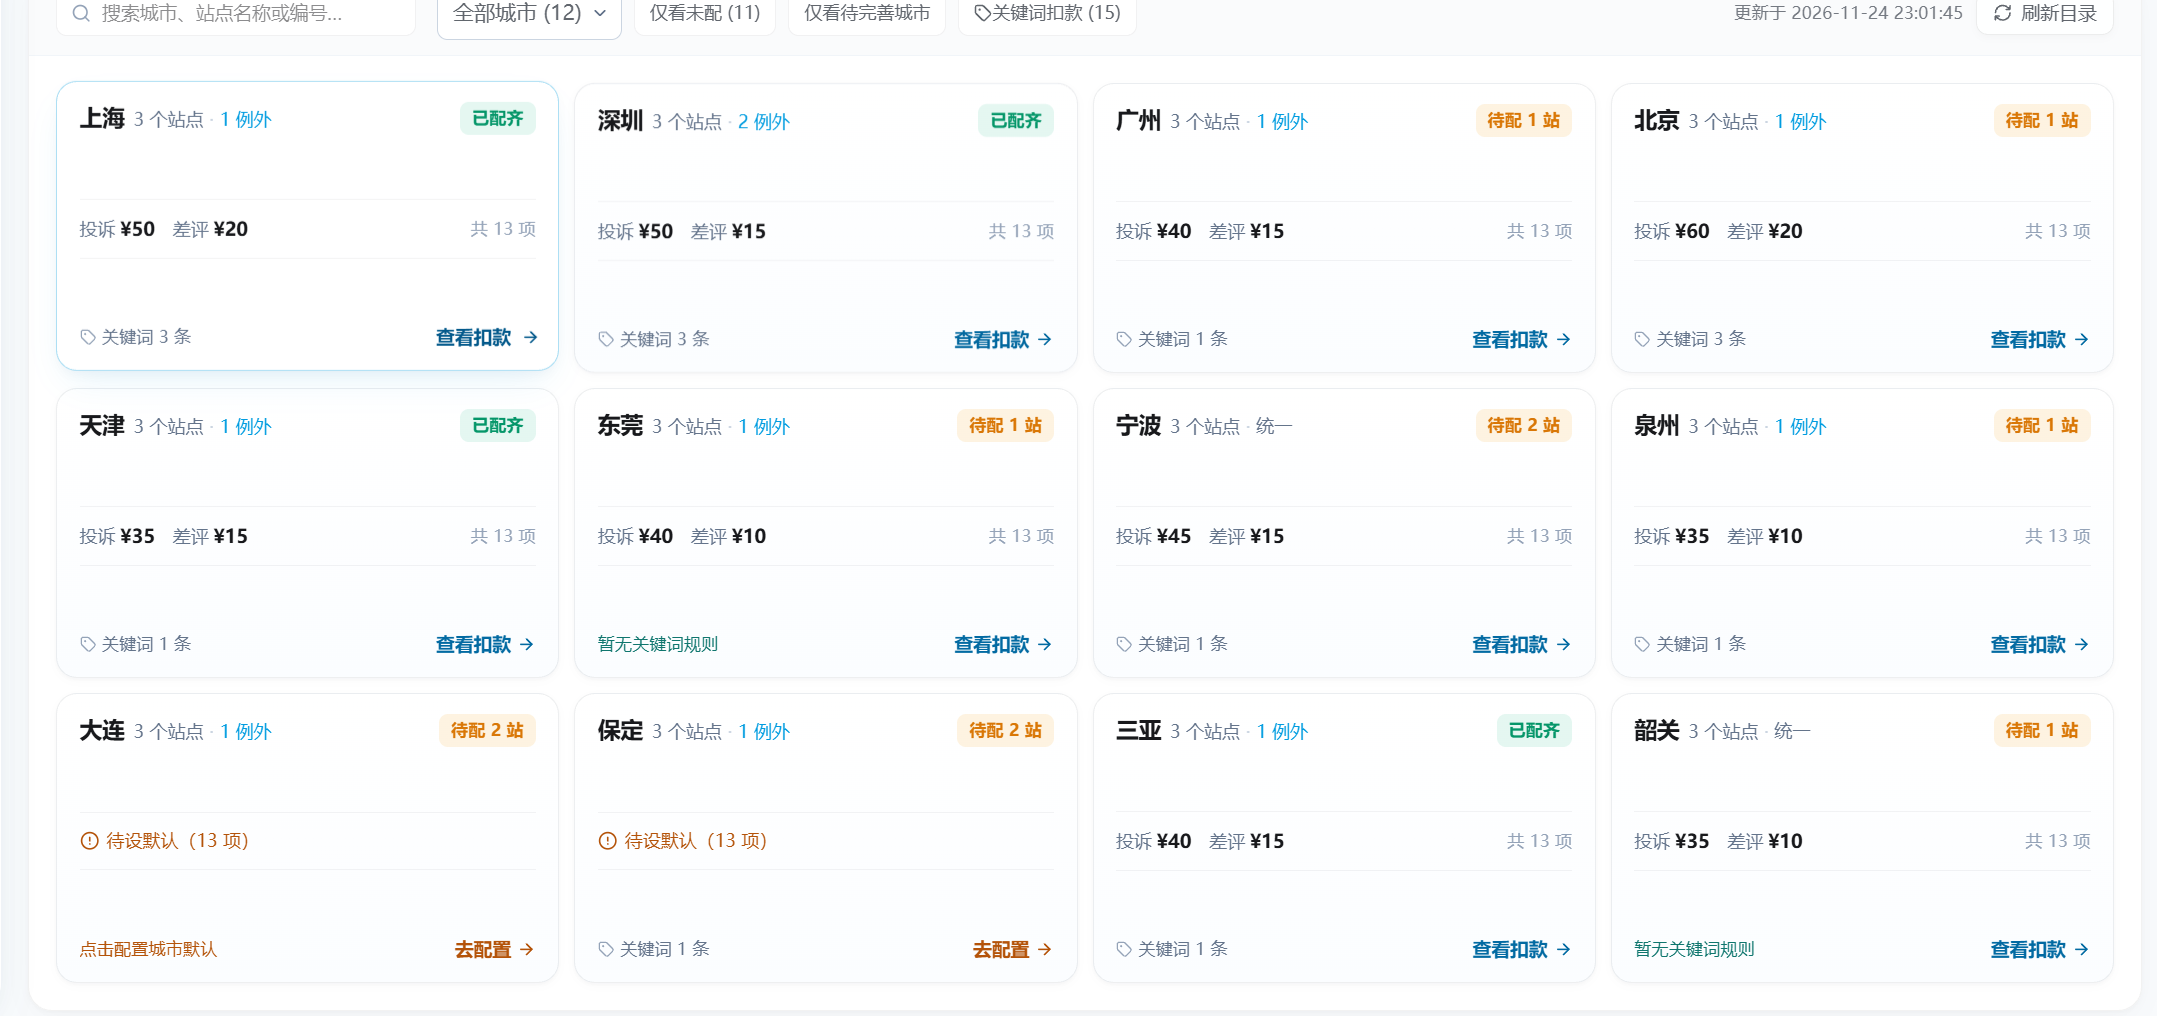 搜索城市、站点名称或编号...
全部城市 (12)
仅看未配 (11)
仅看待完善城市
关键词扣款 (15)
更新于 2026-11-24 23:01:45
刷新目录
上海 3 个站点 · 1 例外 已配齐
投诉 ¥50 差评 ¥20 共 13 项
关键词 3 条 查看扣款 →
深圳 3 个站点 · 2 例外 已配齐
投诉 ¥50 差评 ¥15 共 13 项
关键词 3 条 查看扣款 →
广州 3 个站点 · 1 例外 待配 1 站
投诉 ¥40 差评 ¥15 共 13 项
关键词 1 条 查看扣款 →
北京 3 个站点 · 1 例外 待配 1 站
投诉 ¥60 差评 ¥20 共 13 项
关键词 3 条 查看扣款 →
天津 3 个站点 · 1 例外 已配齐
投诉 ¥35 差评 ¥15 共 13 项
关键词 1 条 查看扣款 →
东莞 3 个站点 · 1 例外 待配 1 站
投诉 ¥40 差评 ¥10 共 13 项
暂无关键词规则 查看扣款 →
宁波 3 个站点 · 统一 待配 2 站
投诉 ¥45 差评 ¥15 共 13 项
关键词 1 条 查看扣款 →
泉州 3 个站点 · 1 例外 待配 1 站
投诉 ¥35 差评 ¥10 共 13 项
关键词 1 条 查看扣款 →
大连 3 个站点 · 1 例外 待配 2 站
待设默认（13 项）
点击配置城市默认 去配置 →
保定 3 个站点 · 1 例外 待配 2 站
待设默认（13 项）
关键词 1 条 去配置 →
三亚 3 个站点 · 1 例外 已配齐
投诉 ¥40 差评 ¥15 共 13 项
关键词 1 条 查看扣款 →
韶关 3 个站点 · 统一 待配 1 站
投诉 ¥35 差评 ¥10 共 13 项
暂无关键词规则 查看扣款 →